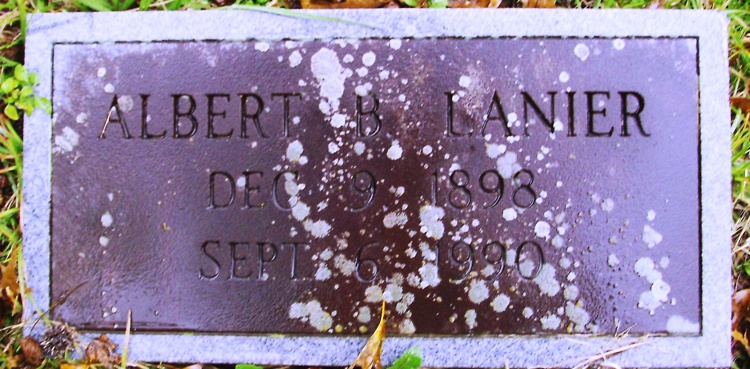 ALBERT B LANIER
DEC 9 1898
SEPT. 6 1990